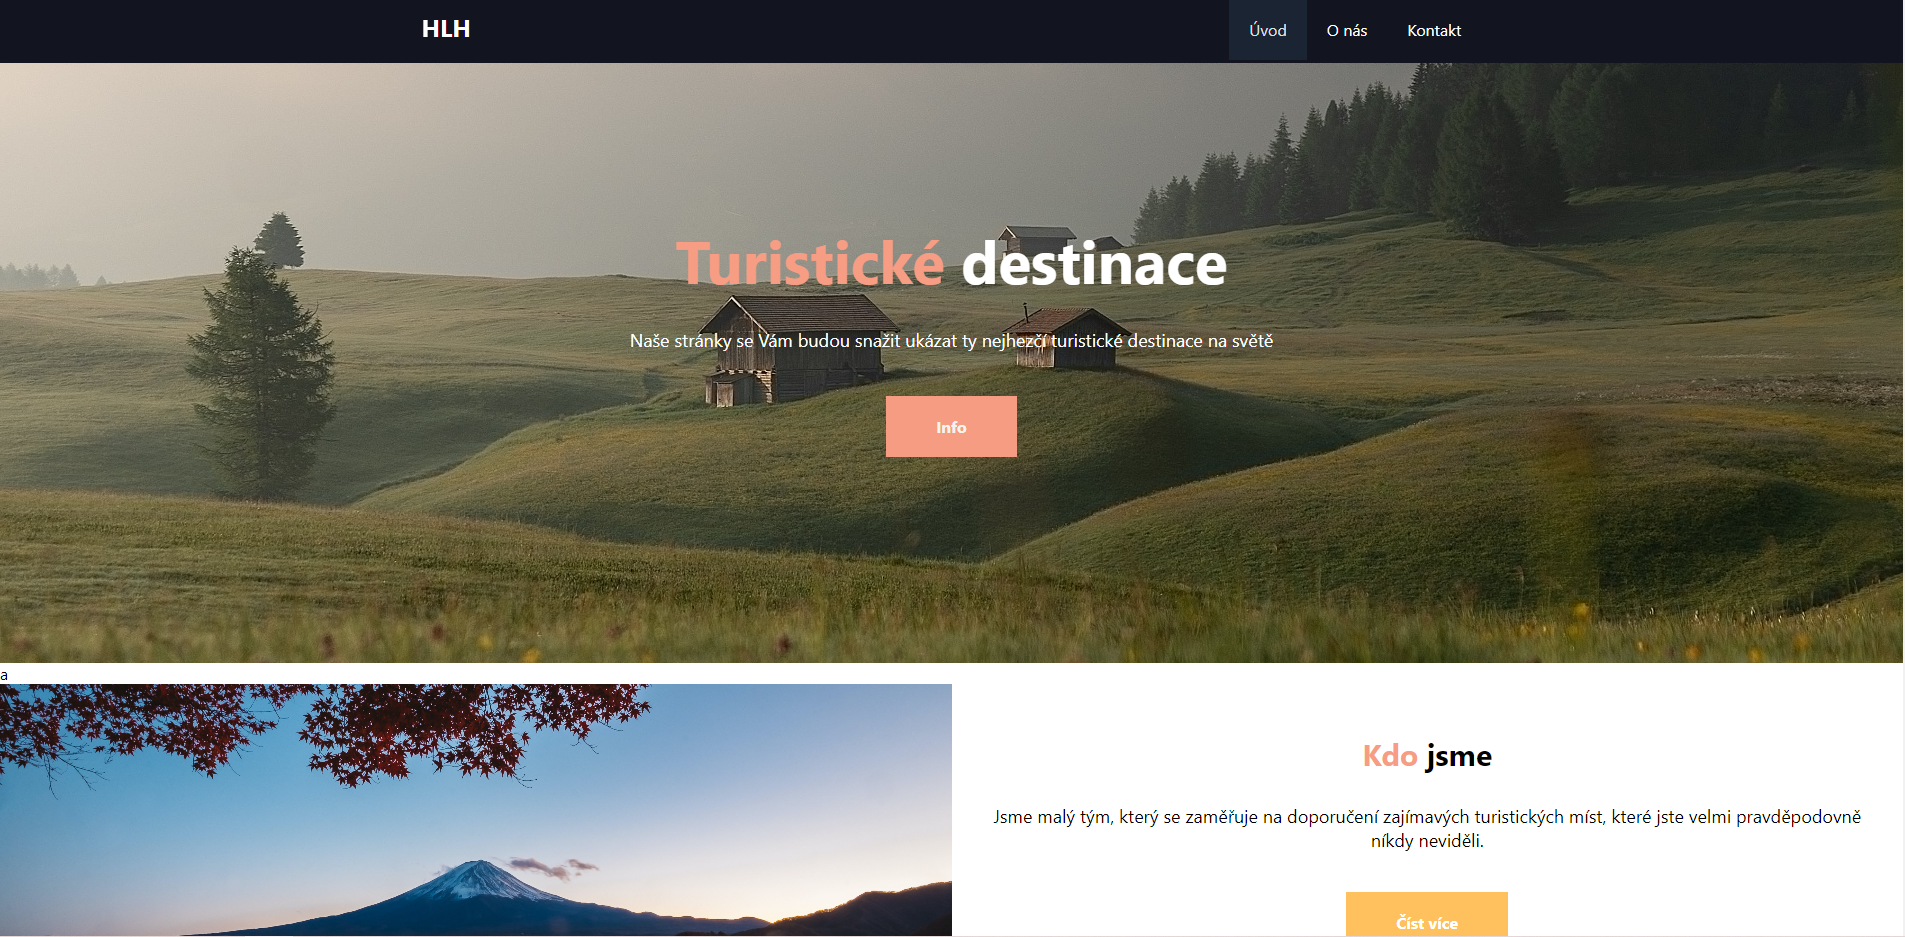 HLH
Úvod
O nás
Kontakt
Turistické destinace
Naše stránky se Vám budou snažit ukázat ty nejhezčí turistické destinace na světě
Info
a
Kdo jsme
Jsme malý tým, který se zaměřuje na doporučení zajímavých turistických míst, které jste velmi pravděpodovně
níkdy neviděli.
Číst více